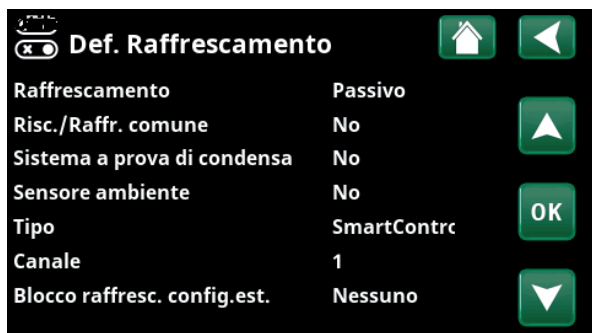 Def. Raffrescamento
Raffrescamento Passivo
Risc./Raffr. comune No
Sistema a prova di condensa No
Sensore ambiente No
Tipo SmartContrc
OK
Canale 1
Blocco raffresc. config.est. Nessuno